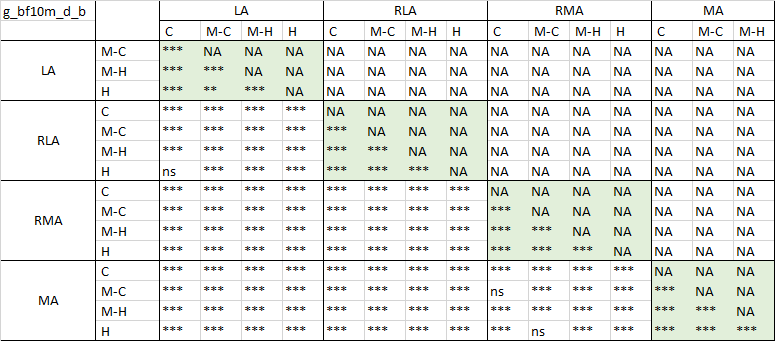 g_bf10m_d_b LA RLA RMA MA
C M-C M-H H C M-C M-H H C M-C M-H H C M-C M-H
LA M-C *** NA NA NA NA NA NA NA NA NA NA NA NA NA NA
M-H *** *** NA NA NA NA NA NA NA NA NA NA NA NA NA
H *** ** *** NA NA NA NA NA NA NA NA NA NA NA NA
RLA C *** *** *** *** NA NA NA NA NA NA NA NA NA NA NA
M-C *** *** *** *** *** NA NA NA NA NA NA NA NA NA NA
M-H *** *** *** *** *** *** NA NA NA NA NA NA NA NA NA
H ns *** *** *** *** *** *** NA NA NA NA NA NA NA NA
RMA C *** *** *** *** *** *** *** *** NA NA NA NA NA NA NA
M-C *** *** *** *** *** *** *** *** *** NA NA NA NA NA NA
M-H *** *** *** *** *** *** *** *** *** *** NA NA NA NA NA
H *** *** *** *** *** *** *** *** *** *** *** NA NA NA NA
MA C *** *** *** *** *** *** *** *** *** *** *** *** NA NA NA
M-C *** *** *** *** *** *** *** *** ns *** *** *** *** NA NA
M-H *** *** *** *** *** *** *** *** *** *** *** *** *** *** NA
H *** *** *** *** *** *** *** *** *** ns *** *** *** *** ***